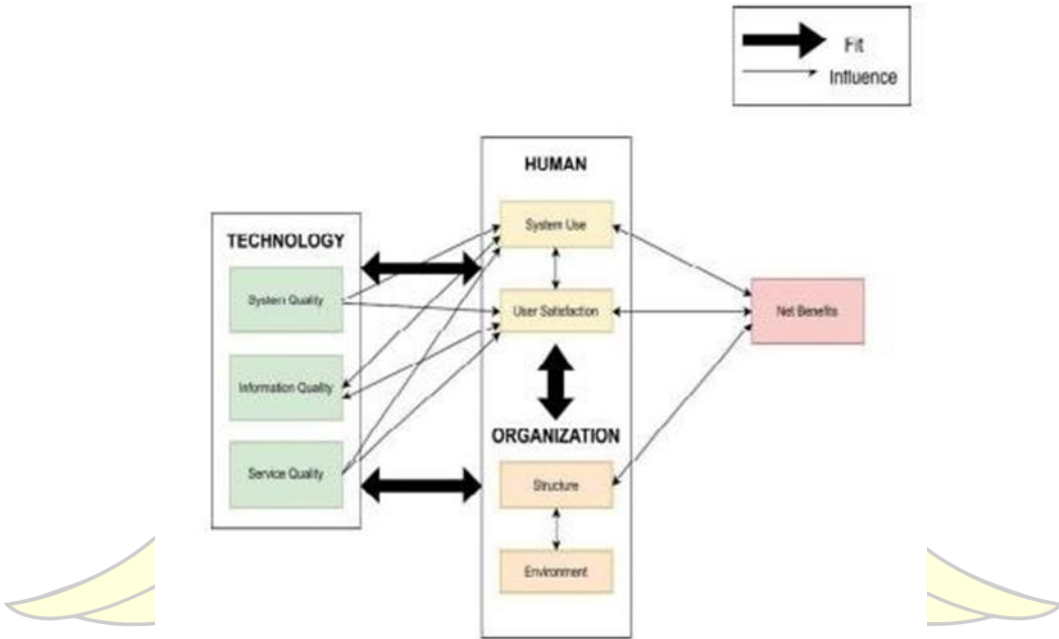 Fit
Influence
HUMAN
System Use
TECHNOLOGY
System Quality
User Satisfaction
Net Benefits
Information Quality
ORGANIZATION
Service Quality
Structure
Environment